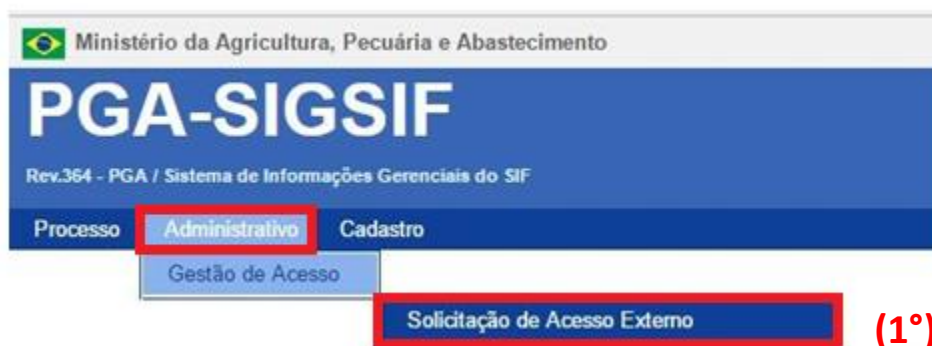 Ministério da Agricultura, Pecuária e Abastecimento
PGA-SIGSIF
Rev.364 - PGA / Sistema de Informações Gerenciais do SIF
Processo Administrativo Cadastro
Gestão de Acesso
Solicitação de Acesso Externo (1°)